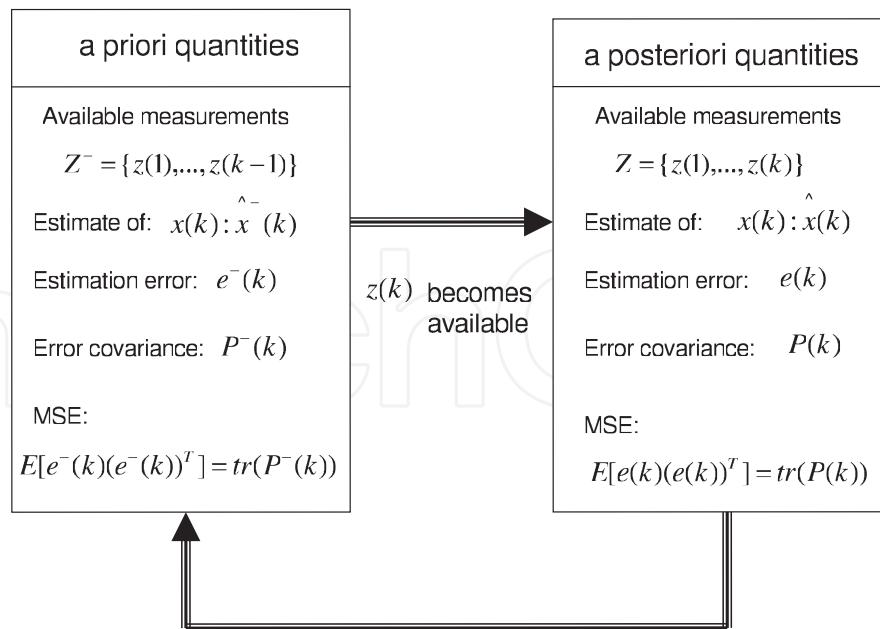 a priori quantities
Available measurements
Z⁻ = {z(1),...,z(k−1)}
Estimate of: x(k) : x̂⁻(k)
Estimation error: e⁻(k)
Error covariance: P⁻(k)
MSE:
E[e⁻(k)(e⁻(k))ᵀ] = tr(P⁻(k))
z(k) becomes
available
a posteriori quantities
Available measurements
Z = {z(1),...,z(k)}
Estimate of: x(k) : x̂(k)
Estimation error: e(k)
Error covariance: P(k)
MSE:
E[e(k)(e(k))ᵀ] = tr(P(k))